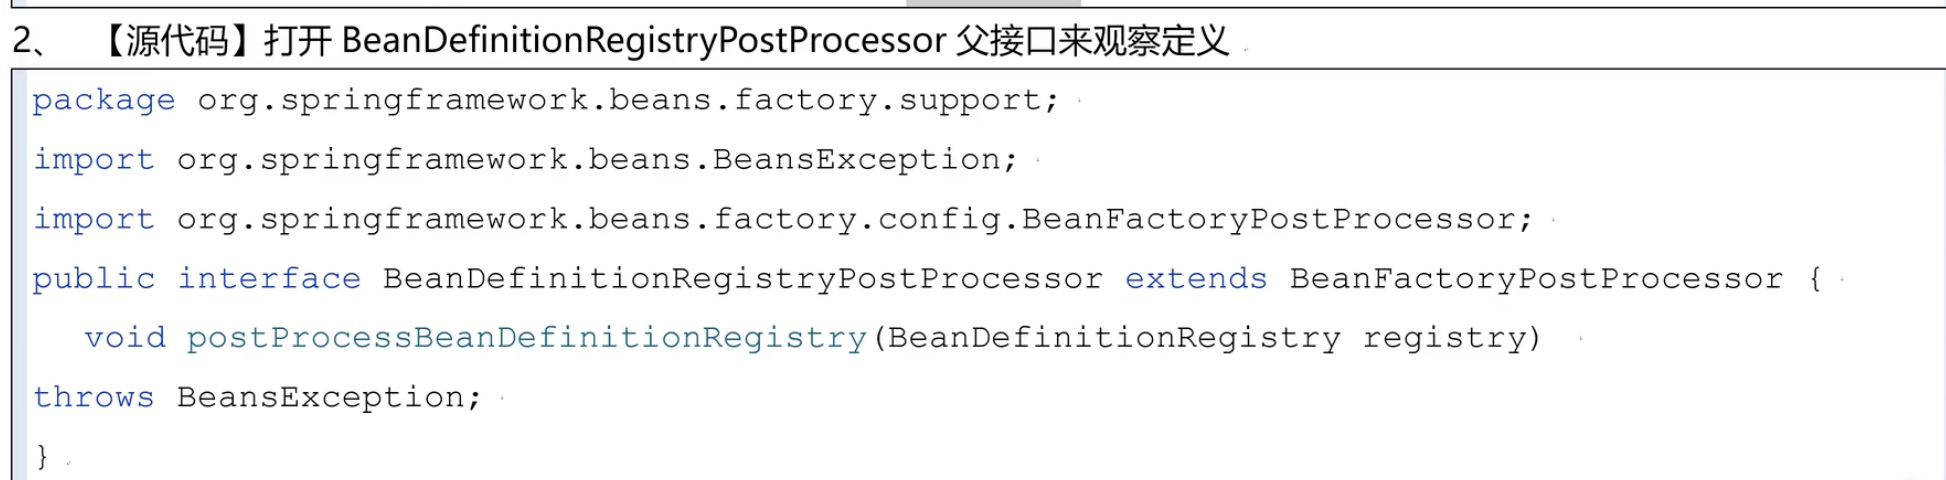 2、 【源代码】打开 BeanDefinitionRegistryPostProcessor 父接口来观察定义
package org.springframework.beans.factory.support;
import org.springframework.beans.BeansException;
import org.springframework.beans.factory.config.BeanFactoryPostProcessor;
public interface BeanDefinitionRegistryPostProcessor extends BeanFactoryPostProcessor {
void postProcessBeanDefinitionRegistry(BeanDefinitionRegistry registry)
throws BeansException;
}